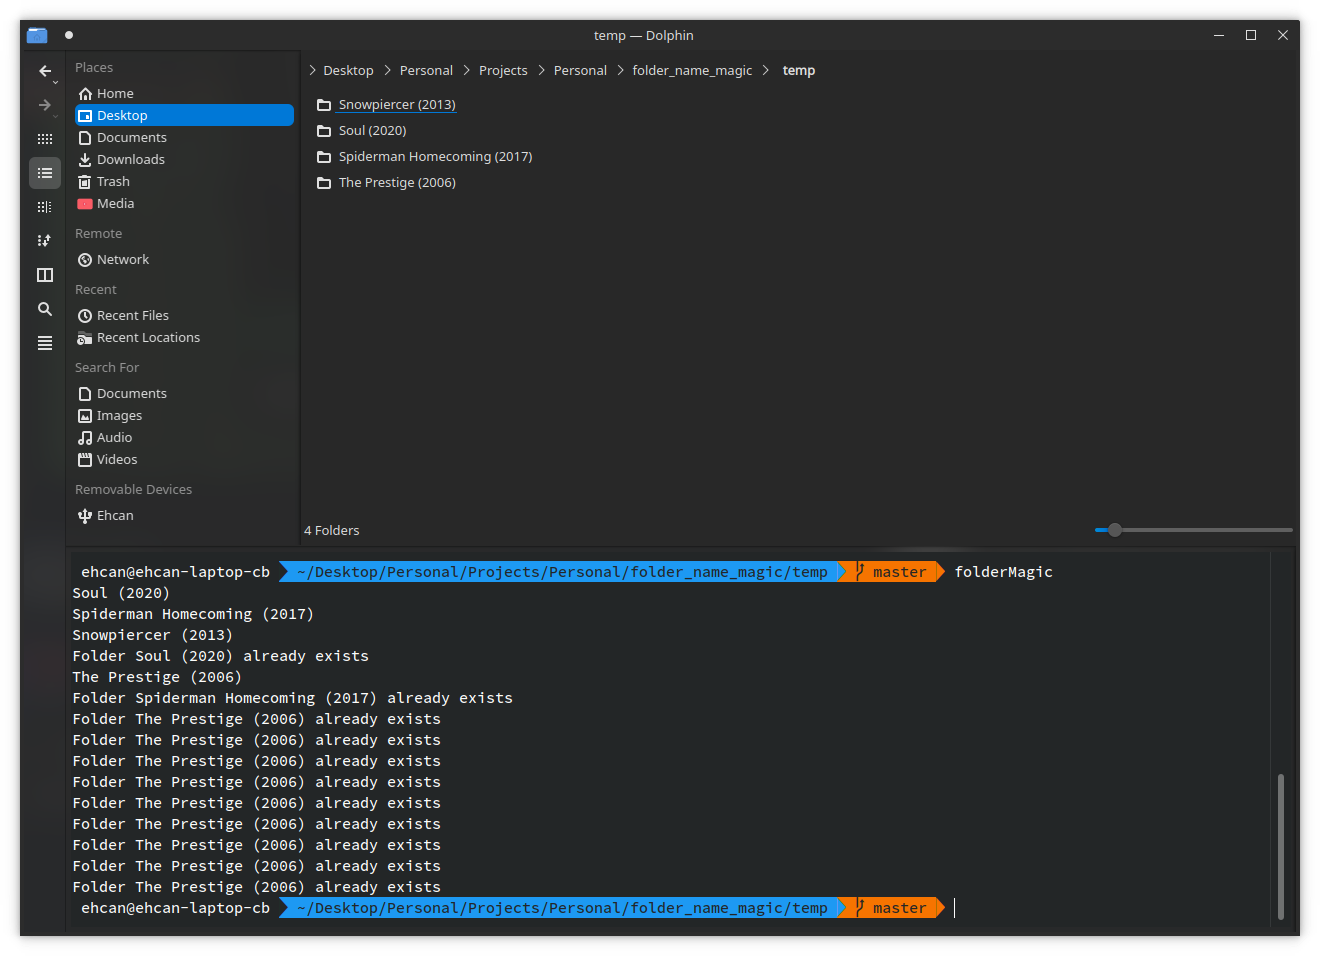 temp — Dolphin
Places
Home
Desktop
Documents
Downloads
Trash
Media
Remote
Network
Recent
Recent Files
Recent Locations
Search For
Documents
Images
Audio
Videos
Removable Devices
Ehcan
Desktop Personal Projects Personal folder_name_magic temp
Snowpiercer (2013)
Soul (2020)
Spiderman Homecoming (2017)
The Prestige (2006)
4 Folders
ehcan@ehcan-laptop-cb ~/Desktop/Personal/Projects/Personal/folder_name_magic/temp master folderMagic
Soul (2020)
Spiderman Homecoming (2017)
Snowpiercer (2013)
Folder Soul (2020) already exists
The Prestige (2006)
Folder Spiderman Homecoming (2017) already exists
Folder The Prestige (2006) already exists
Folder The Prestige (2006) already exists
Folder The Prestige (2006) already exists
Folder The Prestige (2006) already exists
Folder The Prestige (2006) already exists
Folder The Prestige (2006) already exists
Folder The Prestige (2006) already exists
Folder The Prestige (2006) already exists
Folder The Prestige (2006) already exists
ehcan@ehcan-laptop-cb ~/Desktop/Personal/Projects/Personal/folder_name_magic/temp master